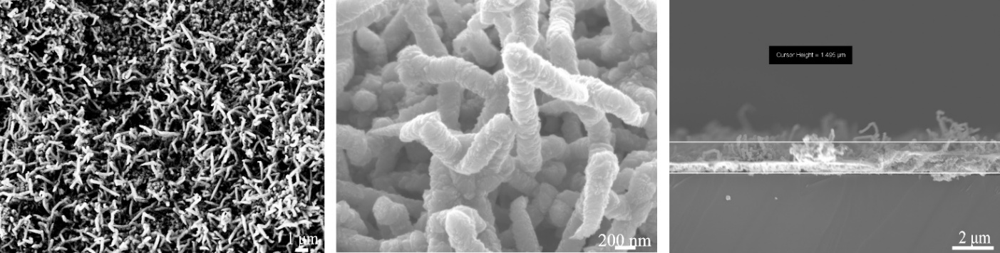 1 µm
200 nm
Cursor Height = 1.495 µm
2 µm